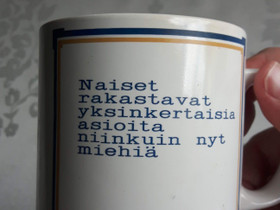 Naiset
rakastavat
yksinkertaisia
asioita
niinkuin nyt
miehiä